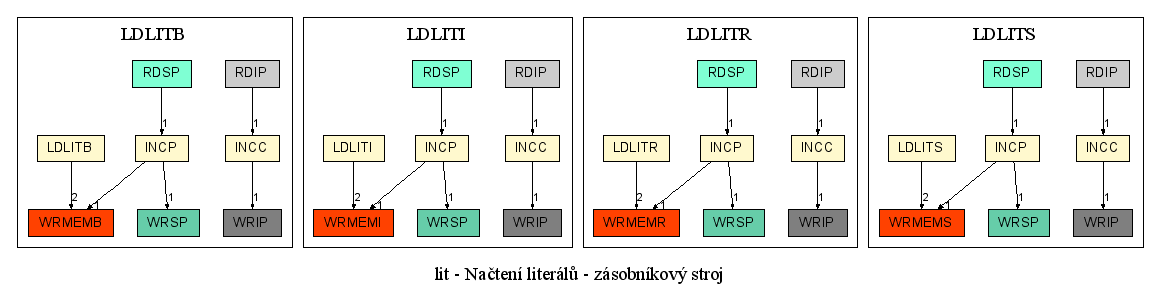 LDLITB LDLITI LDLITR LDLITS
RDSP RDIP RDSP RDIP RDSP RDIP RDSP RDIP
1 1 1 1 1 1 1 1
LDLITB INCP INCC LDLITI INCP INCC LDLITR INCP INCC LDLITS INCP INCC
2 1 1 1 2 1 1 1 2 1 1 1 2 1 1 1
WRMEMB WRSP WRIP WRMEMI WRSP WRIP WRMEMR WRSP WRIP WRMEMS WRSP WRIP
lit - Načtení literálů - zásobníkový stroj